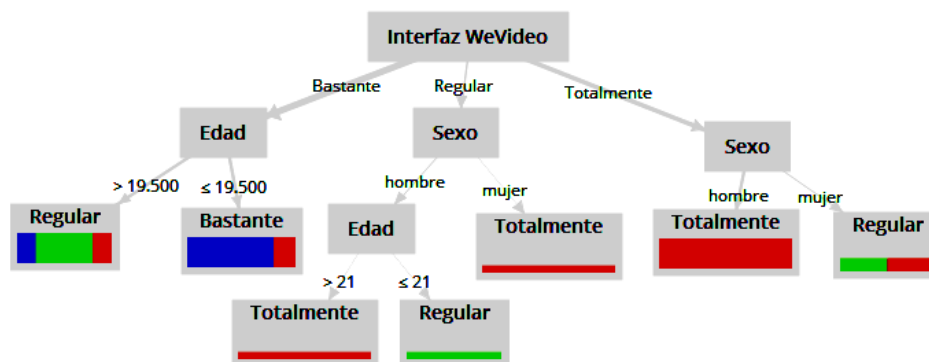 Interfaz WeVideo
Bastante
Regular
Totalmente
Edad
Sexo
Sexo
> 19.500
≤ 19.500
hombre
mujer
hombre
mujer
Regular
Bastante
Edad
Totalmente
Totalmente
Regular
> 21
≤ 21
Totalmente
Regular